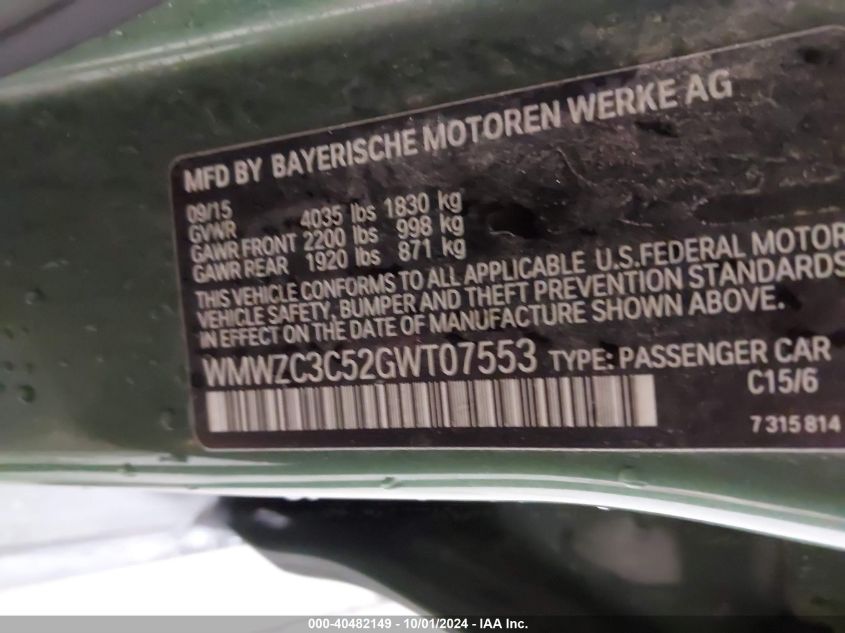 MFD BY BAYERISCHE MOTOREN WERKE AG
09/15
GVWR 4035 lbs 1830 kg
GAWR FRONT 2200 lbs 998 kg
GAWR REAR 1920 lbs 871 kg
THIS VEHICLE CONFORMS TO ALL APPLICABLE U.S.FEDERAL MOTOR
VEHICLE SAFETY, BUMPER AND THEFT PREVENTION STANDARDS
IN EFFECT ON THE DATE OF MANUFACTURE SHOWN ABOVE.
WMWZC3C52GWT07553 TYPE: PASSENGER CAR
C15/6
7 315 814
000-40482149 - 10/01/2024 - IAA Inc.